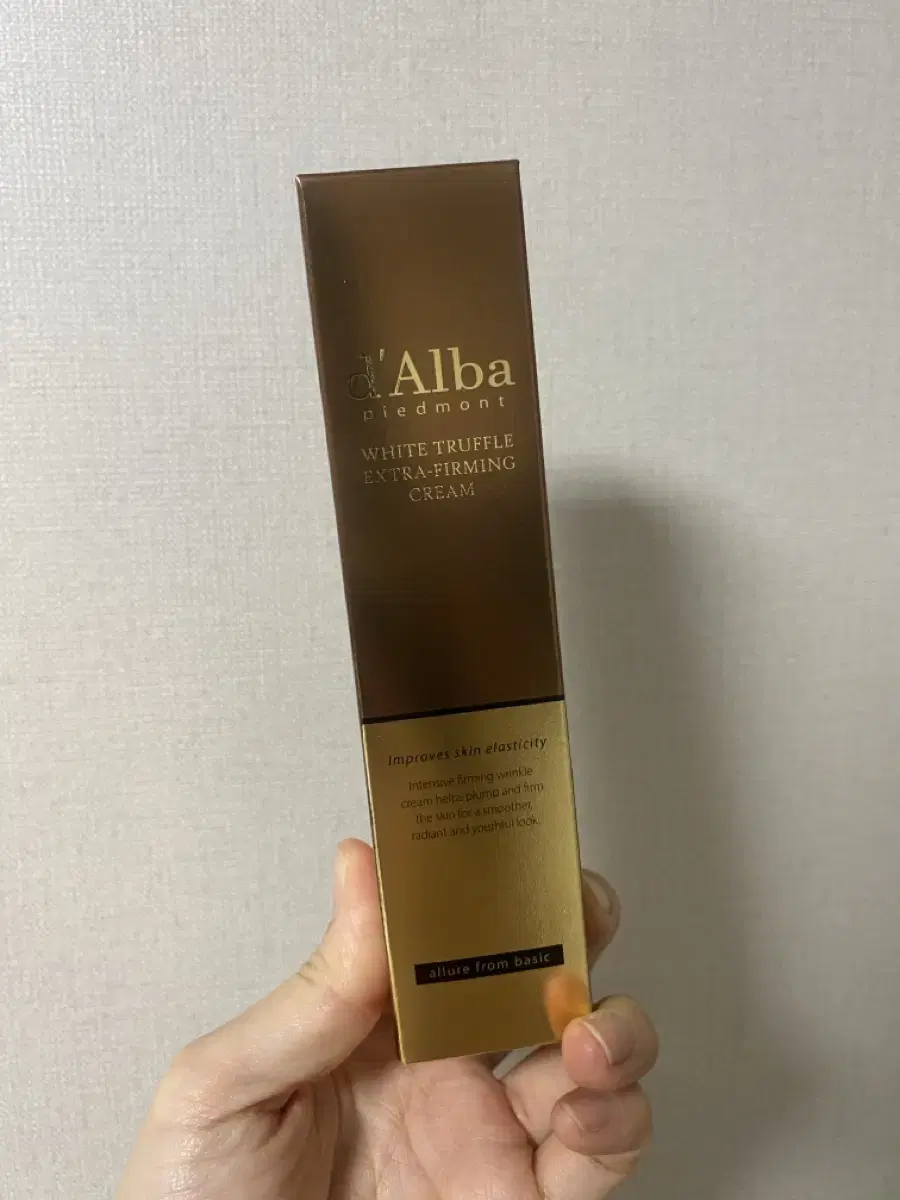 d'Alba
piedmont
WHITE TRUFFLE
EXTRA-FIRMING
CREAM
Improves skin elasticity
Intensive firming wrinkle
cream helps plump and firm
the skin for a smoother,
radiant and youthful look.
allure from basic